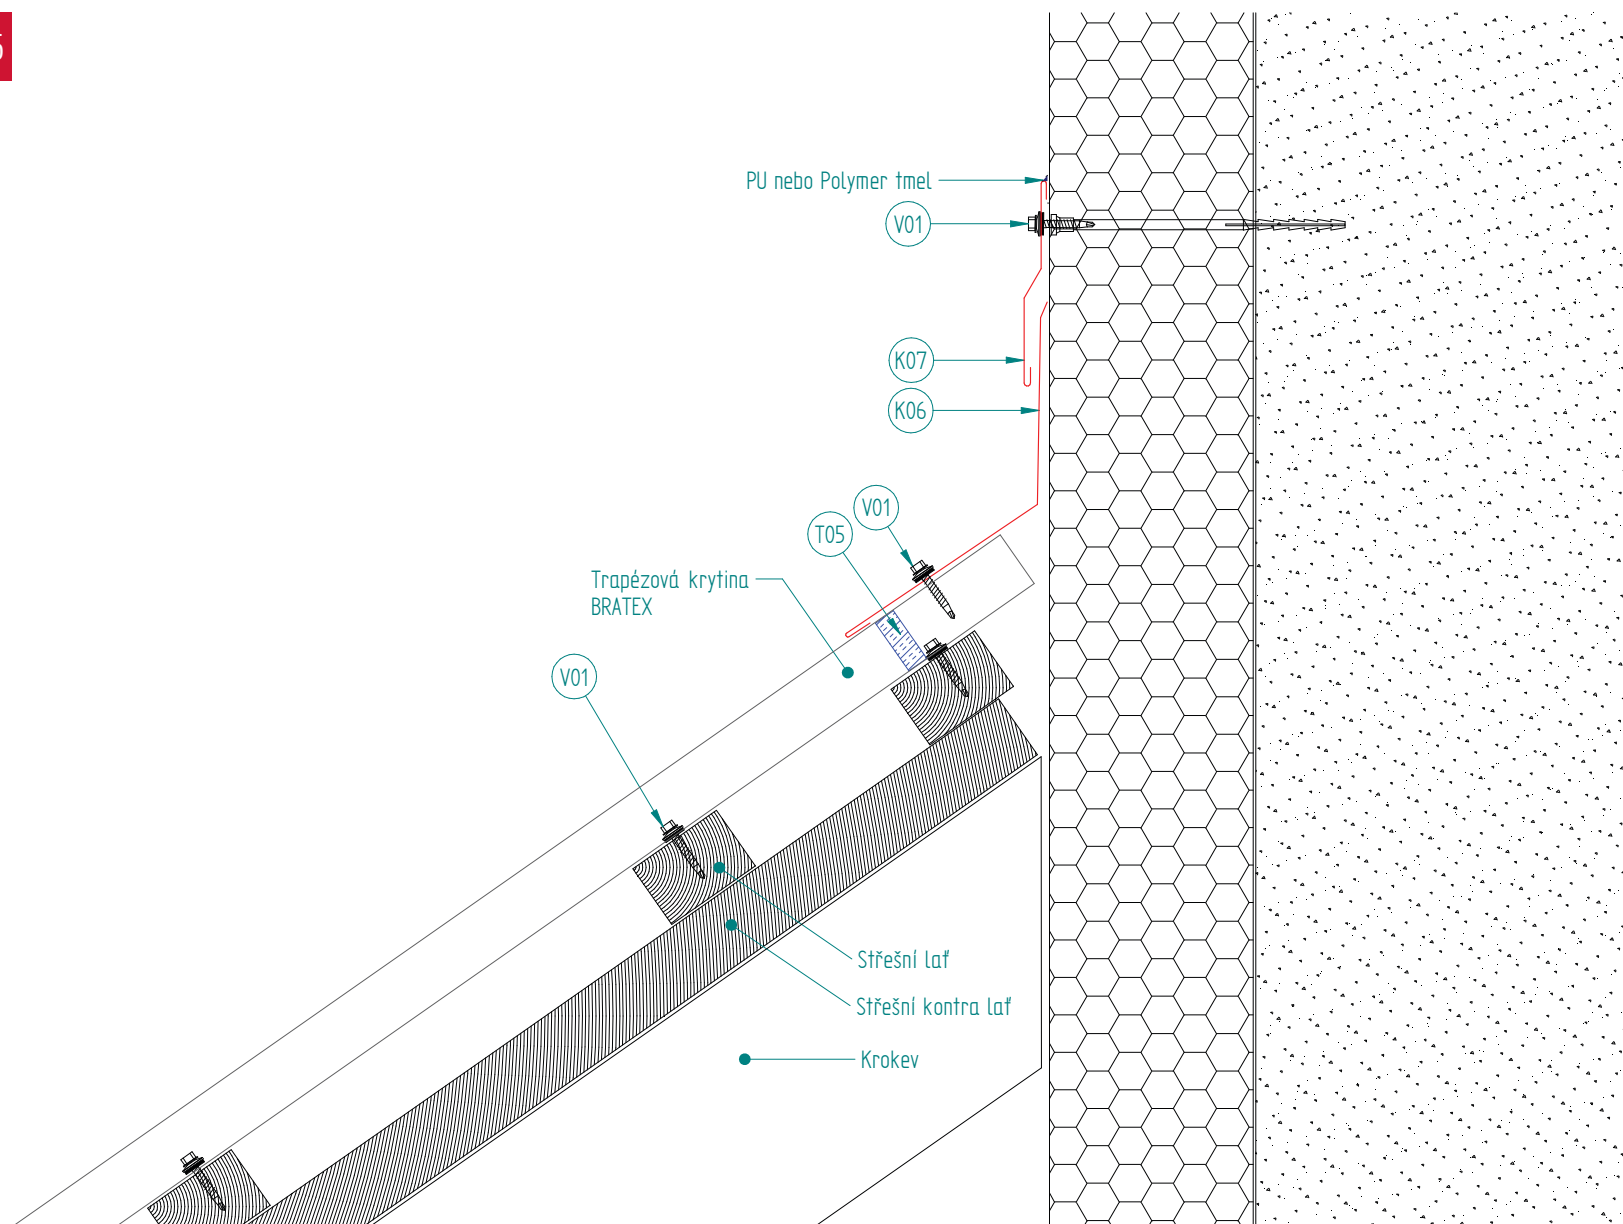 PU nebo Polymer tmel
V01
K07
K06
V01
T05
Trapézová krytina
BRATEX
V01
Střešní lať
Střešní kontra lať
Krokev